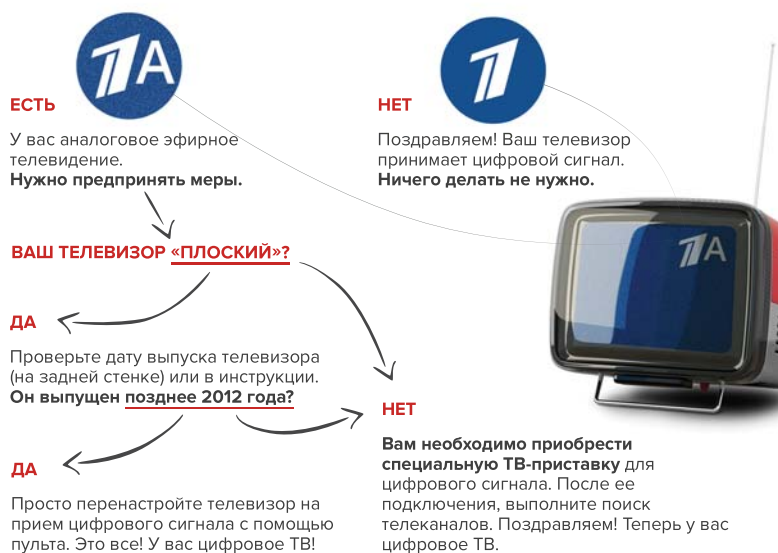 А
ЕСТЬ
У вас аналоговое эфирное
телевидение.
Нужно предпринять меры.
НЕТ
Поздравляем! Ваш телевизор
принимает цифровой сигнал.
Ничего делать не нужно.
А
ВАШ ТЕЛЕВИЗОР «ПЛОСКИЙ»?
ДА
Проверьте дату выпуска телевизора
(на задней стенке) или в инструкции.
Он выпущен позднее 2012 года?
ДА
Просто перенастройте телевизор на
прием цифрового сигнала с помощью
пульта. Это все! У вас цифровое ТВ!
НЕТ
Вам необходимо приобрести
специальную ТВ-приставку для
цифрового сигнала. После ее
подключения, выполните поиск
телеканалов. Поздравляем! Теперь у вас
цифровое ТВ.